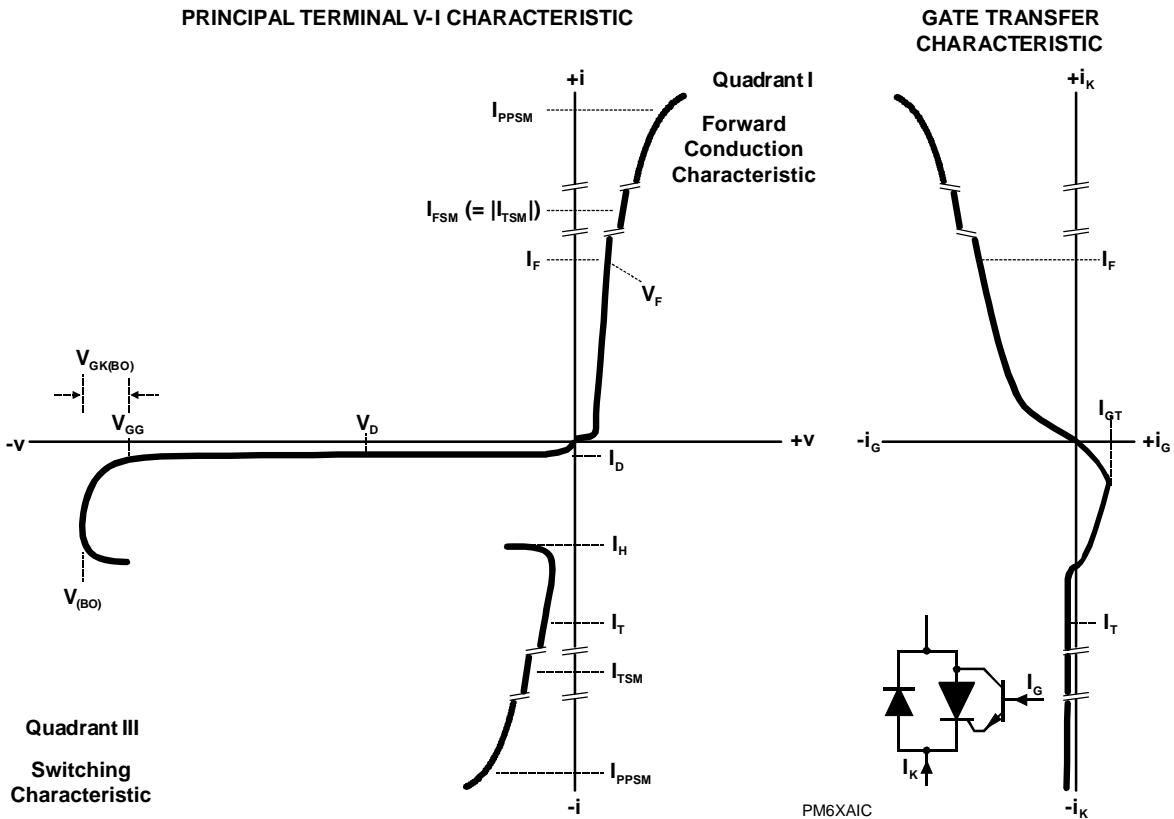 PRINCIPAL TERMINAL V-I CHARACTERISTIC
GATE TRANSFER
CHARACTERISTIC
+i
Quadrant I
IPPSM
Forward
Conduction
Characteristic
IFSM (= |ITSM|)
IF
VF
VGK(BO)
VGG
VD
-v
+v
ID
IH
V(BO)
IT
ITSM
Quadrant III
Switching
Characteristic
IPPSM
-i
+iK
IF
IGT
-iG
+iG
IT
IG
IK
PM6XAIC
-iK